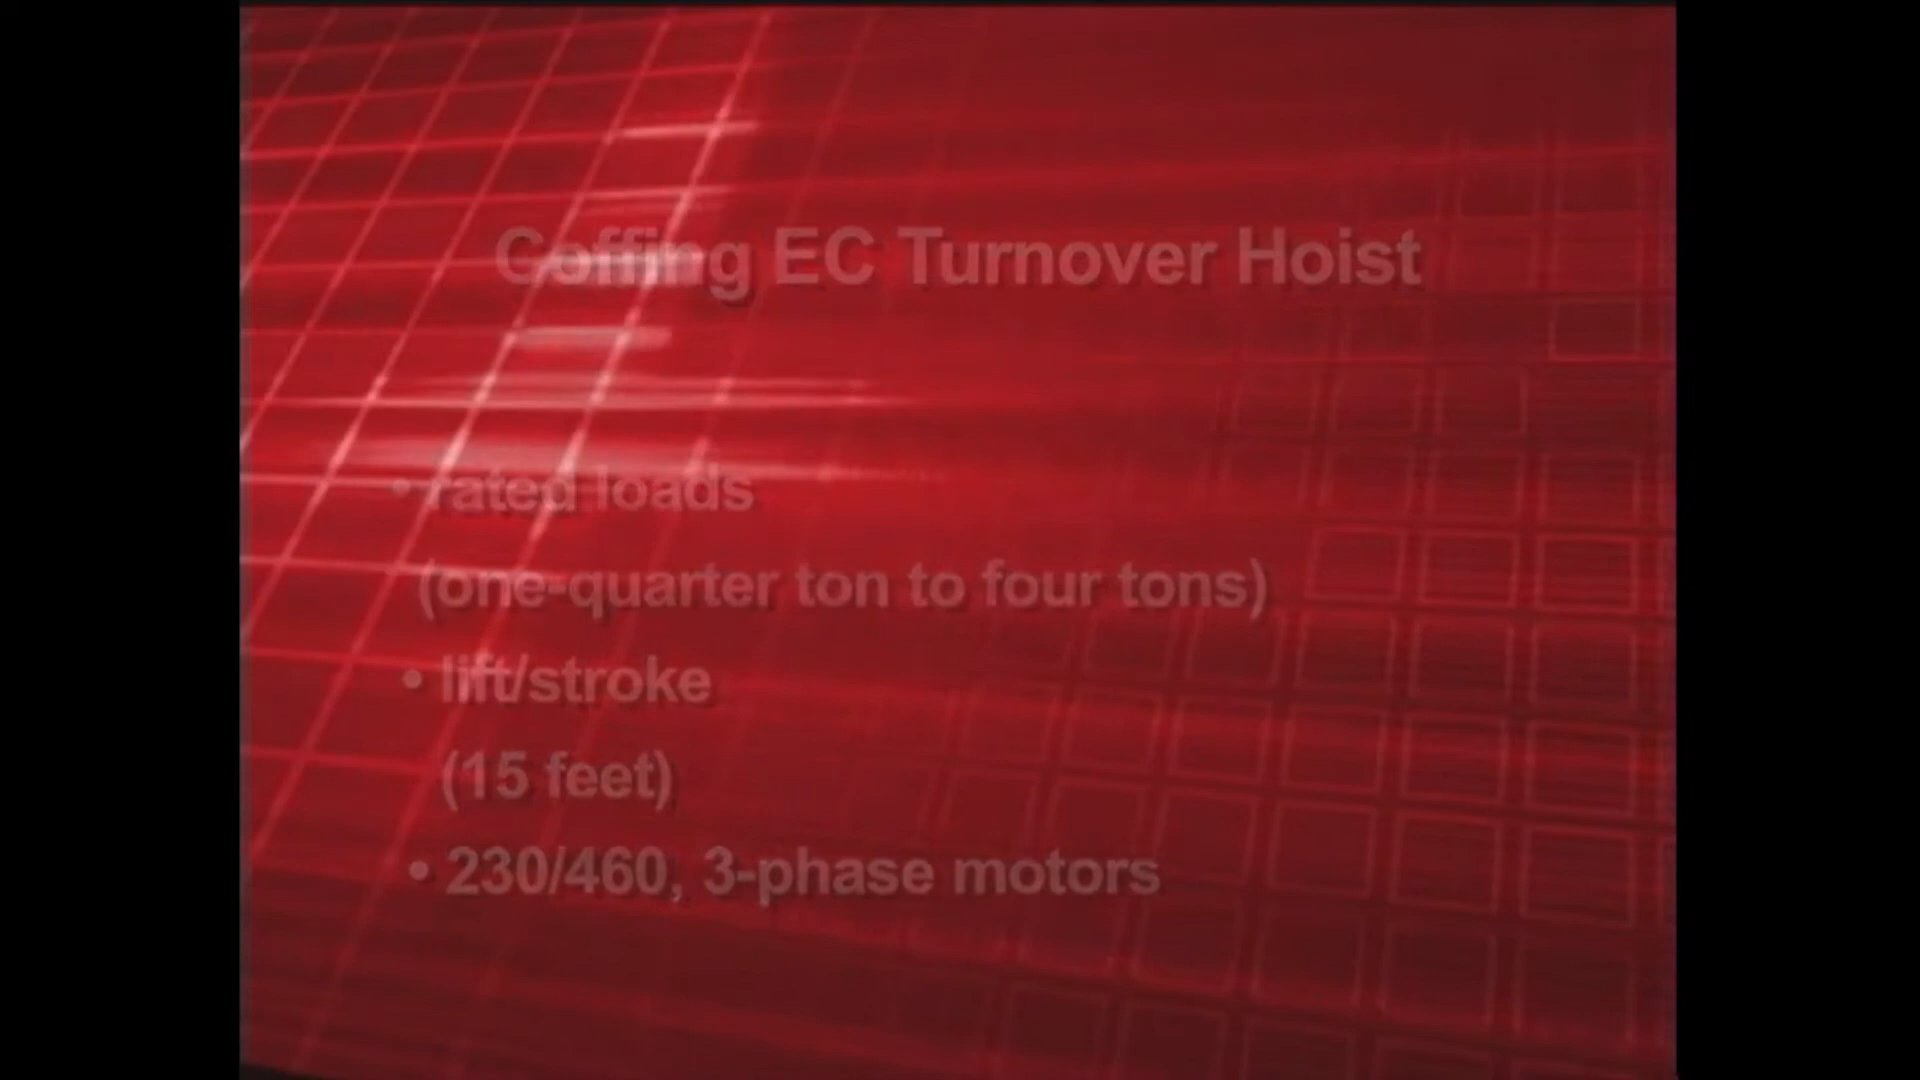 Coffing EC Turnover Hoist
• rated loads
(one-quarter ton to four tons)
• lift/stroke
(15 feet)
• 230/460, 3-phase motors